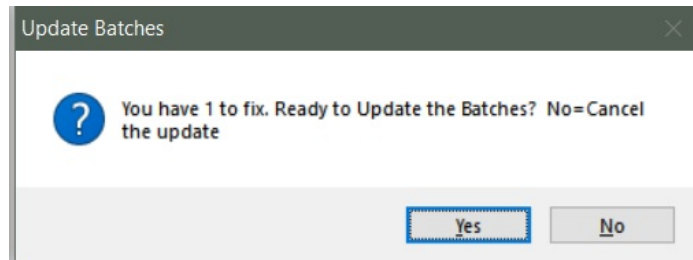 Update Batches
?
You have 1 to fix. Ready to Update the Batches?  No=Cancel
the update
Yes
No